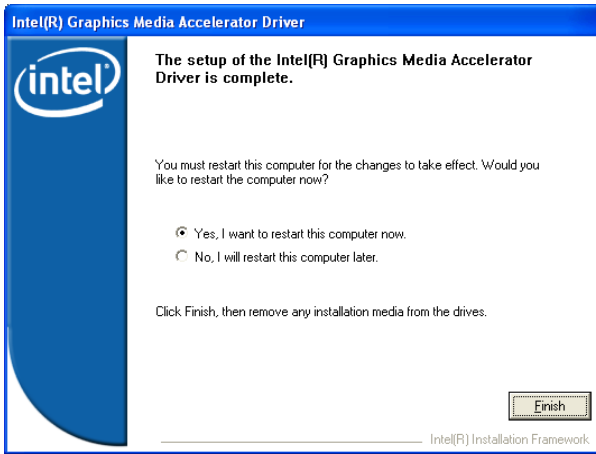 Intel(R) Graphics Media Accelerator Driver
intel
The setup of the Intel(R) Graphics Media Accelerator
Driver is complete.
You must restart this computer for the changes to take effect. Would you
like to restart the computer now?
Yes, I want to restart this computer now.
No, I will restart this computer later.
Click Finish, then remove any installation media from the drives.
Finish
Intel(R) Installation Framework